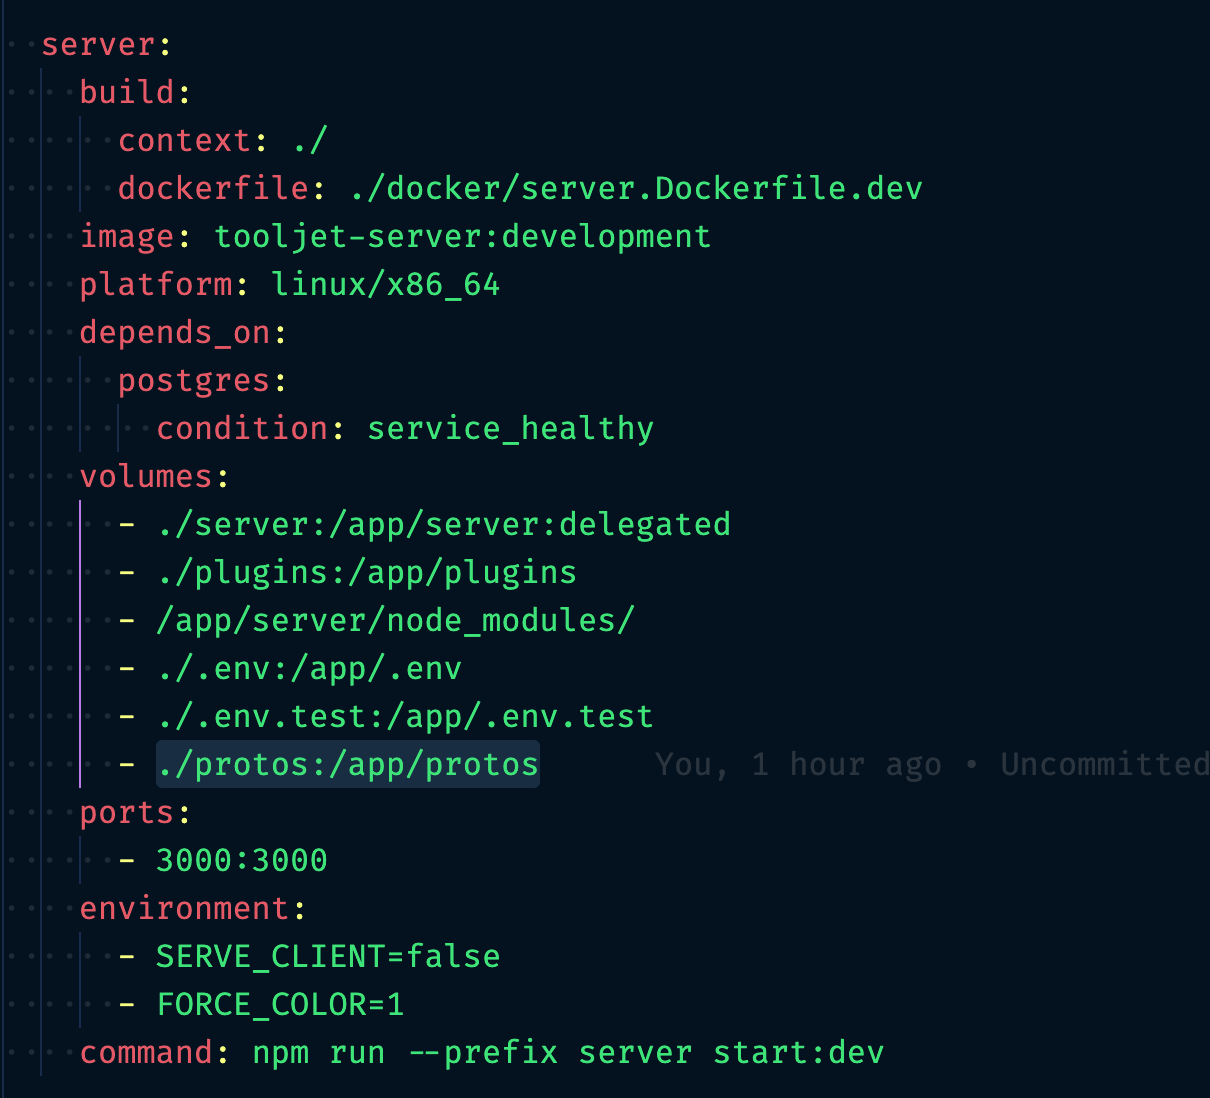 server:
build:
context: ./
dockerfile: ./docker/server.Dockerfile.dev
image: tooljet-server:development
platform: linux/x86_64
depends_on:
postgres:
condition: service_healthy
volumes:
- ./server:/app/server:delegated
- ./plugins:/app/plugins
- /app/server/node_modules/
- ./.env:/app/.env
- ./.env.test:/app/.env.test
- ./protos:/app/protos You, 1 hour ago • Uncommitted
ports:
- 3000:3000
environment:
- SERVE_CLIENT=false
- FORCE_COLOR=1
command: npm run --prefix server start:dev